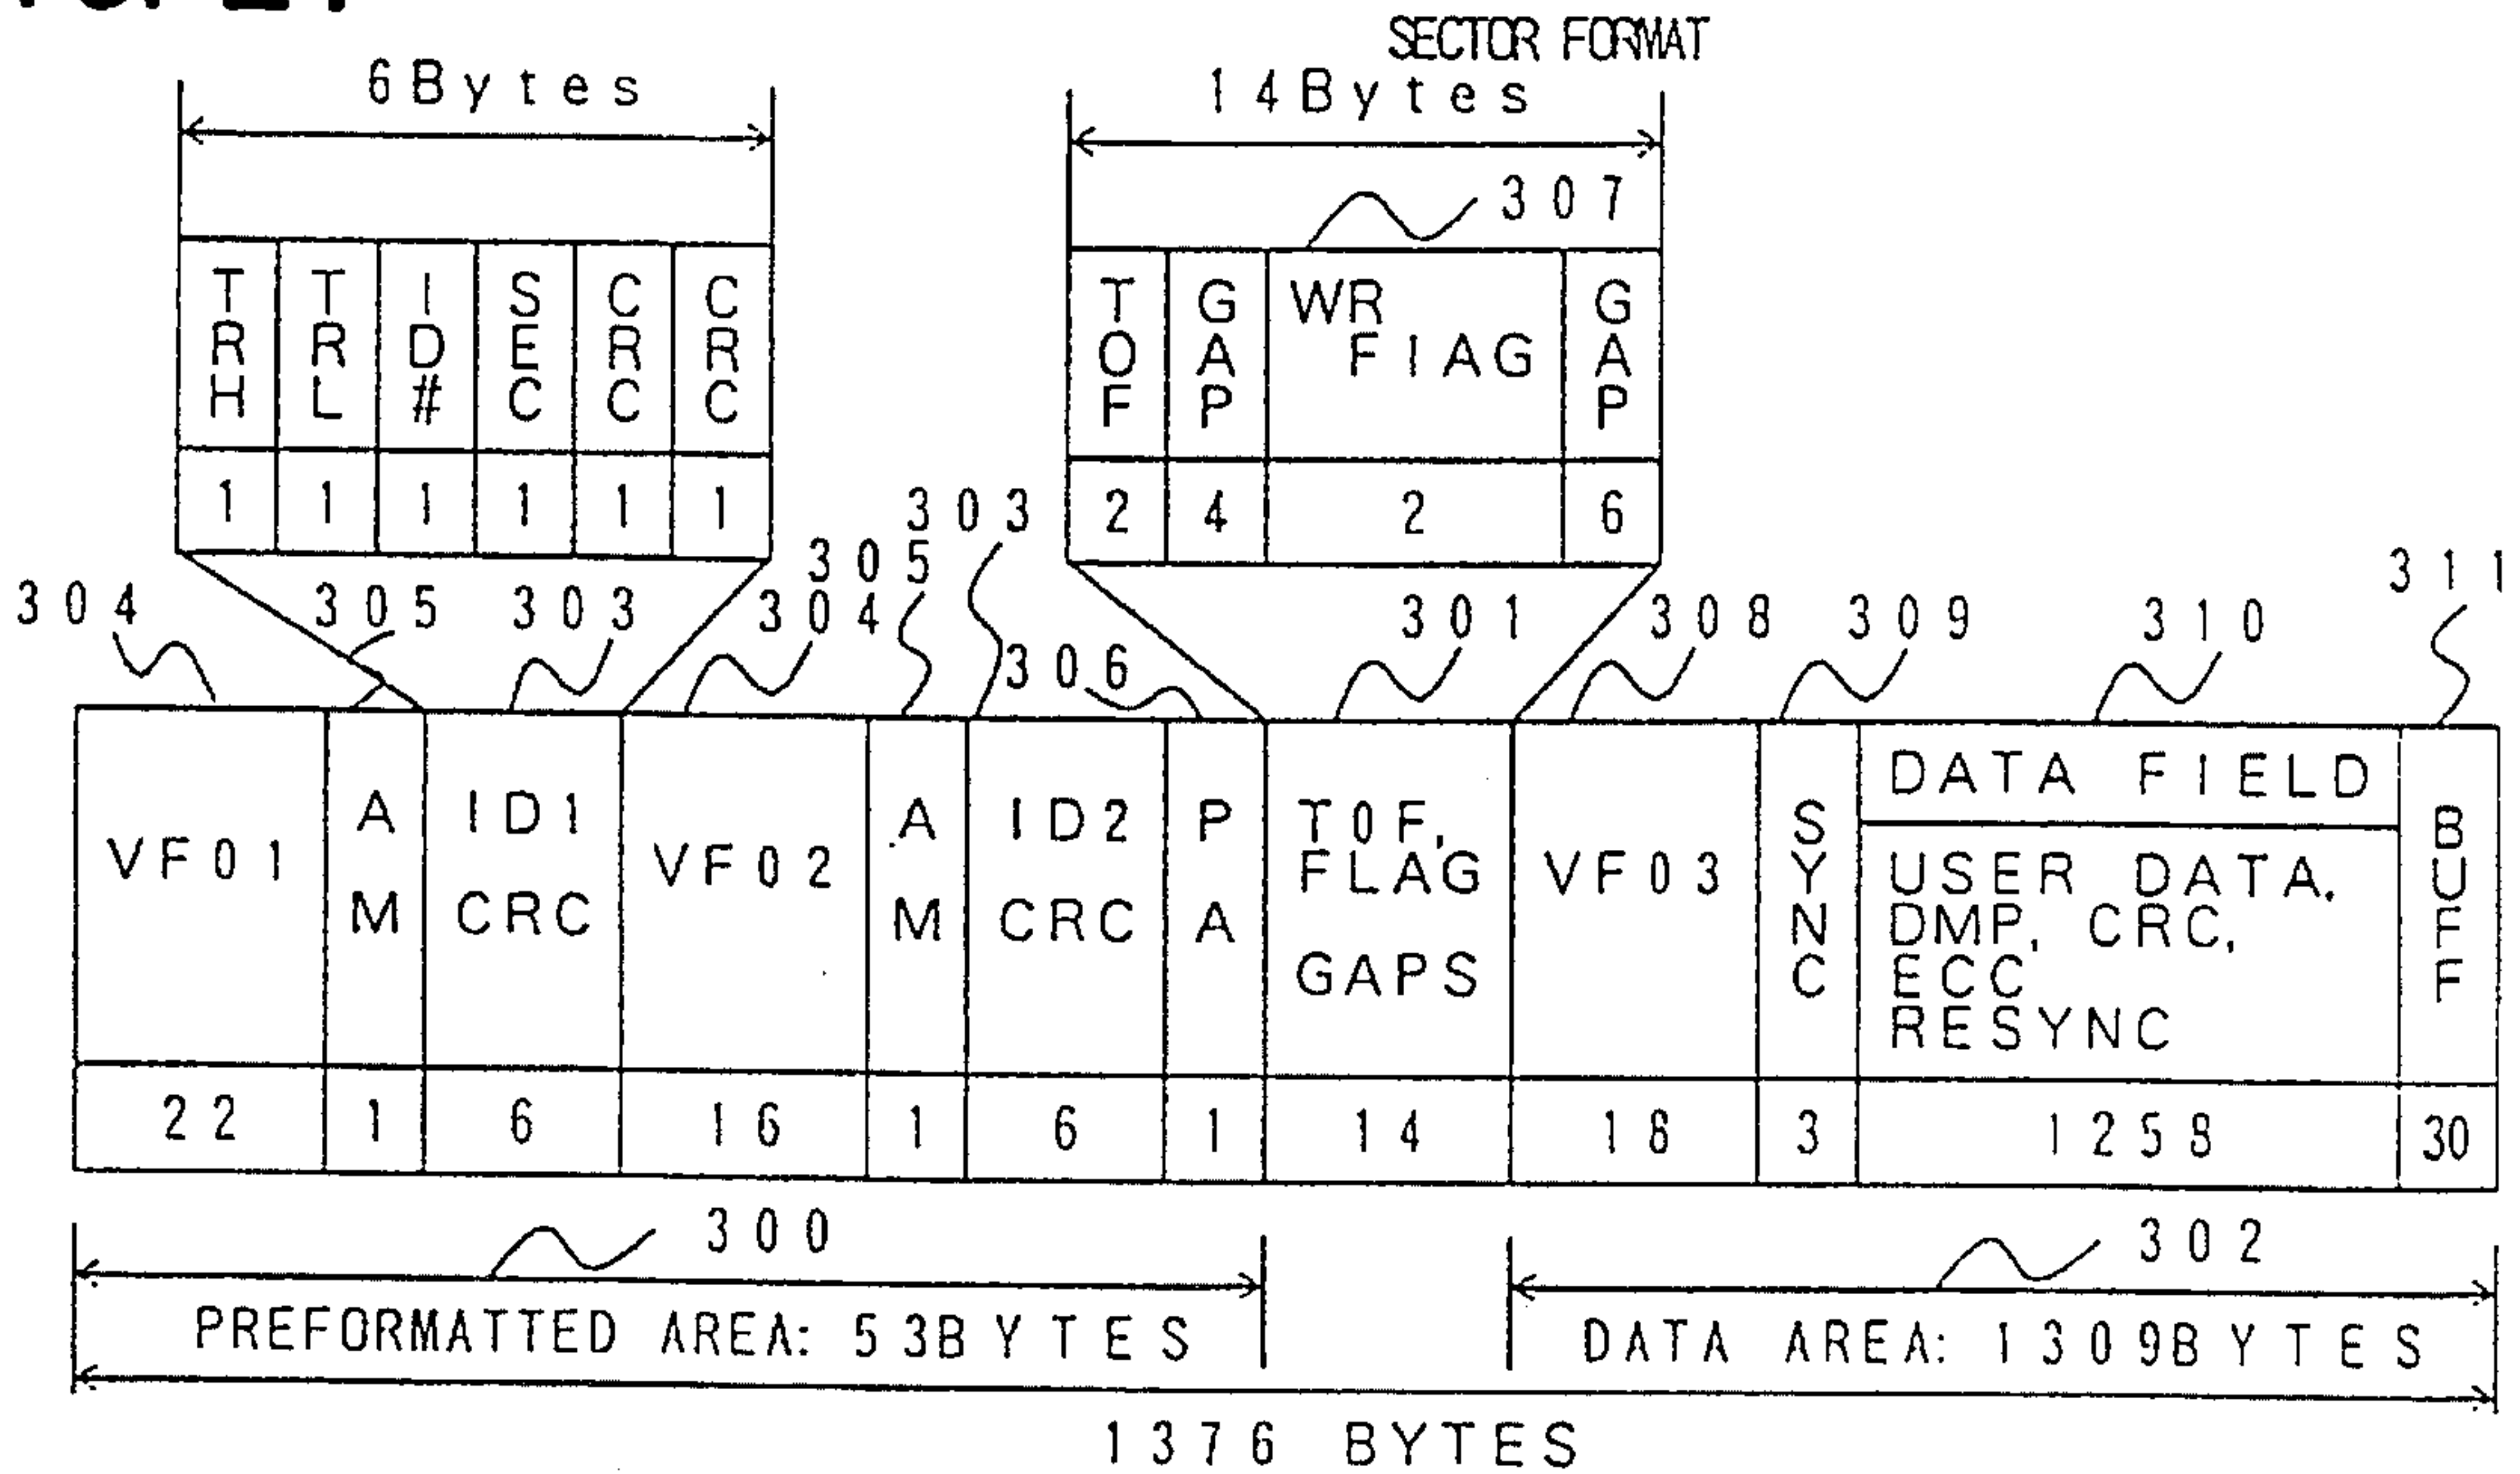 SECTOR FORMAT
6Bytes
14Bytes
307
TRH TRL ID# SEC CRC CRC
TOF GAP WR FIAG GAP
1 1 1 1 1 1
2 4 2 6
304 305 303 304 305 303 306 301 308 309 310 311
VF01 AM ID1 CRC VF02 AM ID2 CRC PA TOF, FLAG GAPS VF03 SYNC
DATA FIELD
USER DATA,
DMP, CRC,
ECC
RESYNC
BUFF
22 1 6 16 1 6 1 14 18 3 1258 30
300
302
PREFORMATTED AREA: 53BYTES
DATA AREA: 1309BYTES
1376 BYTES